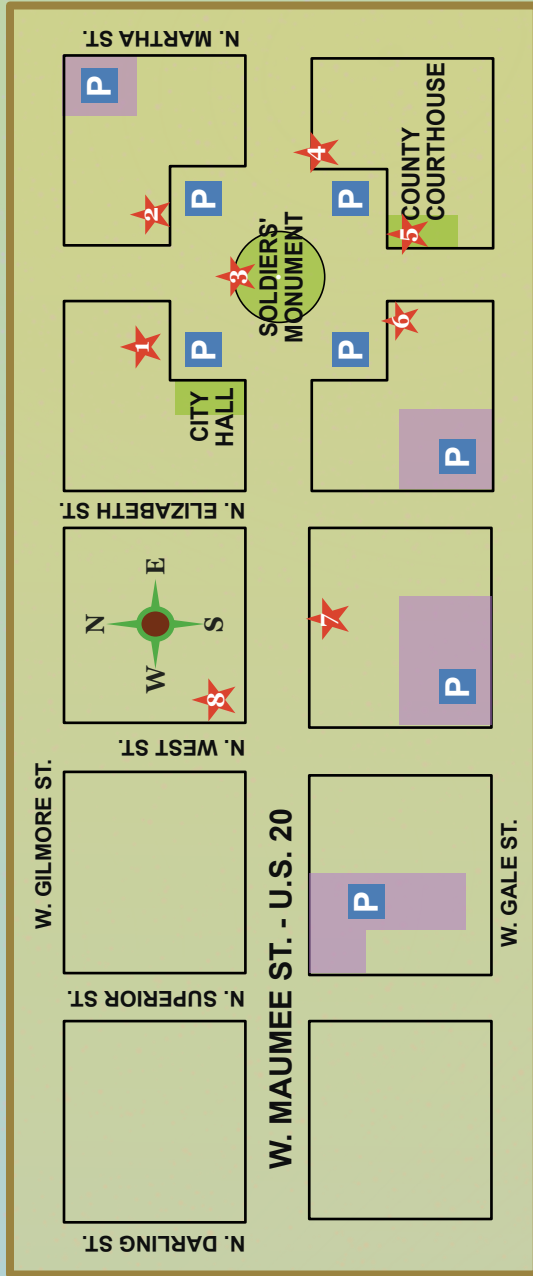 W. GILMORE ST.
N. DARLING ST.
N. SUPERIOR ST.
N. WEST ST.
N. ELIZABETH ST.
N. MARTHA ST.
N
W
E
S
8
1
2
P
P
P
CITY
HALL
W. MAUMEE ST. - U.S. 20
3
SOLDIERS'
MONUMENT
7
4
P
P
P
6
5
COUNTY
COURTHOUSE
P
P
W. GALE ST.